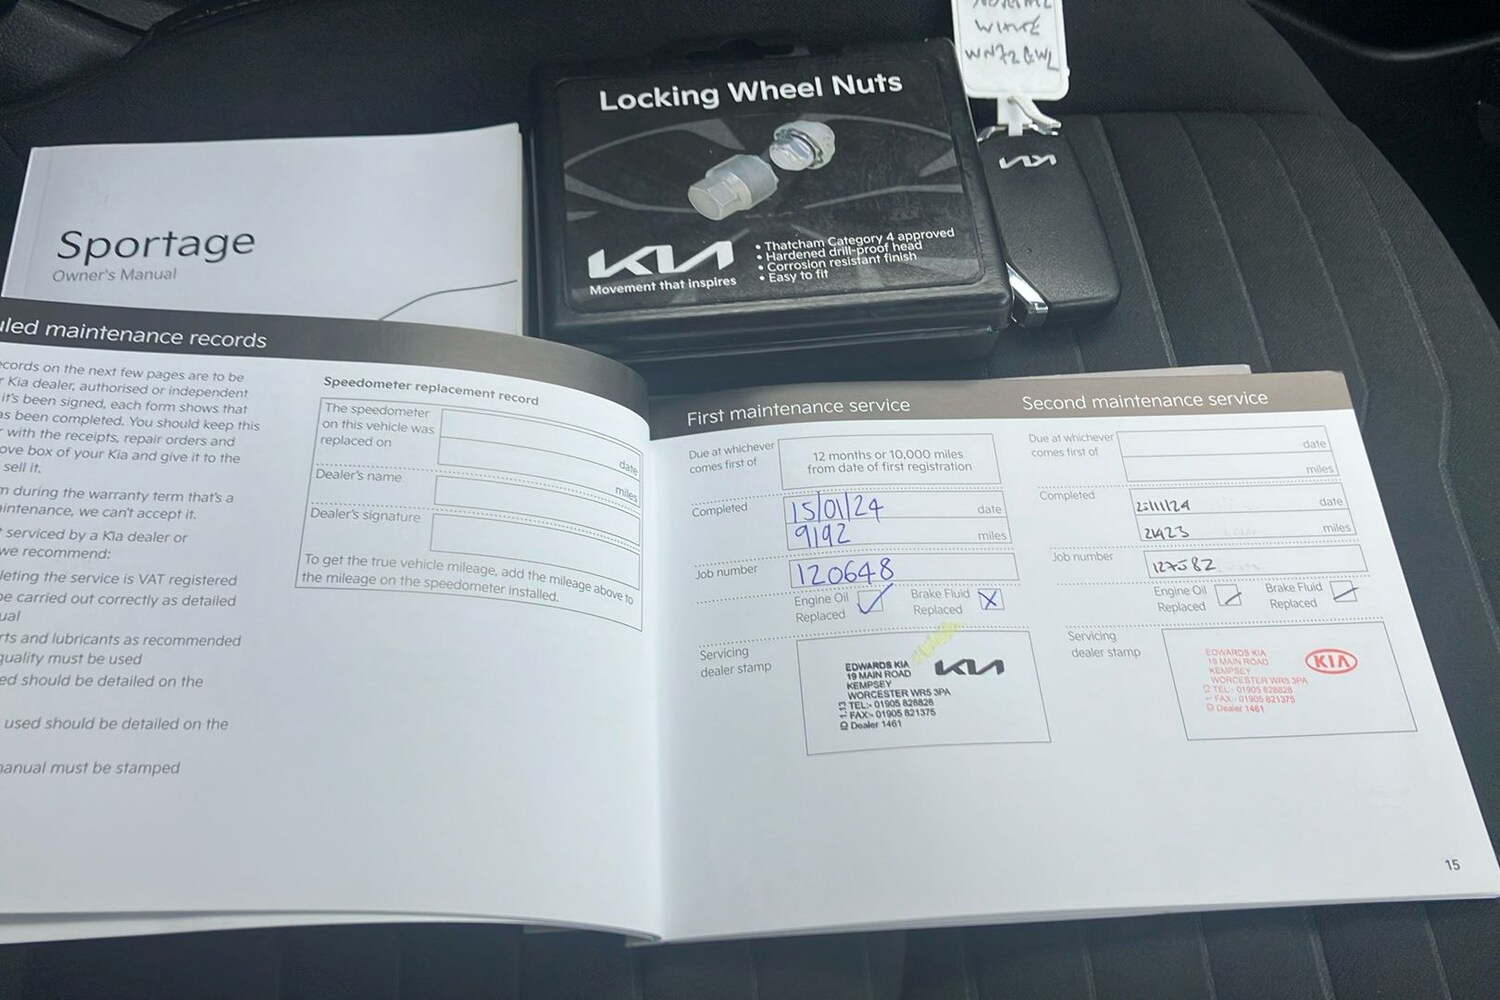 WHITE
WN72GWL
Locking Wheel Nuts
KIA
Movement that inspires
• Thatcham Category 4 approved
• Hardened drill-proof head
• Corrosion resistant finish
• Easy to fit
KIA
Sportage
Owner's Manual
uled maintenance records
ecords on the next few pages are to be
r Kia dealer, authorised or independent
it's been signed, each form shows that
as been completed. You should keep this
with the receipts, repair orders and
ove box of your Kia and give it to the
sell it.
m during the warranty term that's a
aintenance, we can't accept it.
t serviced by a Kia dealer or
we recommend:
leting the service is VAT registered
be carried out correctly as detailed
ual
rts and lubricants as recommended
quality must be used
ed should be detailed on the
used should be detailed on the
manual must be stamped
Speedometer replacement record
The speedometer
on this vehicle was
replaced on
date
miles
Dealer's name
Dealer's signature
To get the true vehicle mileage, add the mileage above to
the mileage on the speedometer installed.
First maintenance service
Due at whichever
comes first of
12 months or 10,000 miles
from date of first registration
Completed
15/01/24 date
9192 miles
Job number
120648
Engine Oil
Replaced
Brake Fluid
Replaced
Servicing
dealer stamp
EDWARDS KIA
19 MAIN ROAD
KEMPSEY
WORCESTER WR5 3PA
TEL:- 01905 828828
FAX:- 01905 821375
Dealer 1461
KIA
Second maintenance service
Due at whichever
comes first of
date
miles
Completed
date
21423 miles
Job number
127582
Engine Oil
Replaced
Brake Fluid
Replaced
Servicing
dealer stamp
EDWARDS KIA
19 MAIN ROAD
KEMPSEY
WORCESTER WR5 3PA
TEL:- 01905 828828
FAX:- 01905 821375
Dealer 1461
KIA
15